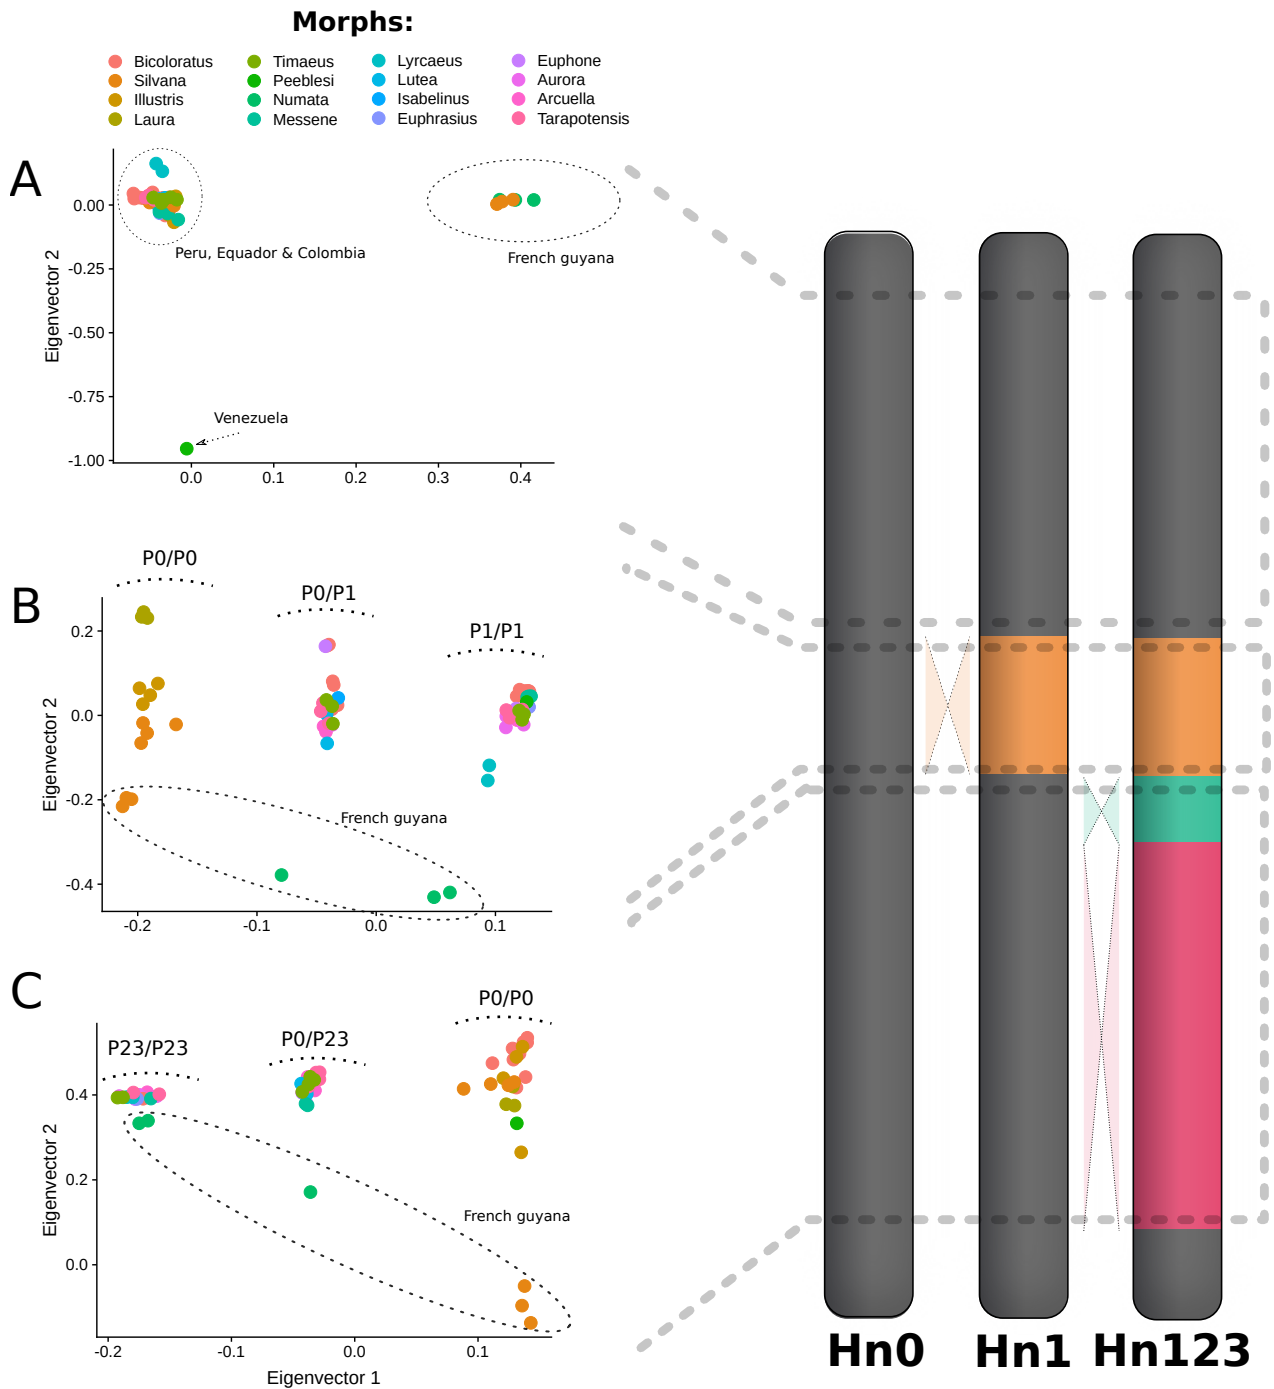 Morphs:
Bicoloratus Timaeus Lyrcaeus Euphone
Silvana Peeblesi Lutea Aurora
Illustris Numata Isabelinus Arcuella
Laura Messene Euphrasius Tarapotensis
A
0.00
-0.25
-0.50
-0.75
-1.00
Eigenvector 2
Peru, Equador & Colombia
French guyana
Venezuela
0.0 0.1 0.2 0.3 0.4
B
P0/P0
P0/P1
P1/P1
0.2
0.0
-0.2
-0.4
Eigenvector 2
French guyana
-0.2 -0.1 0.0 0.1
C
P23/P23
P0/P23
P0/P0
0.4
0.2
0.0
Eigenvector 2
French guyana
-0.2 -0.1 0.0 0.1
Eigenvector 1
Hn0 Hn1 Hn123